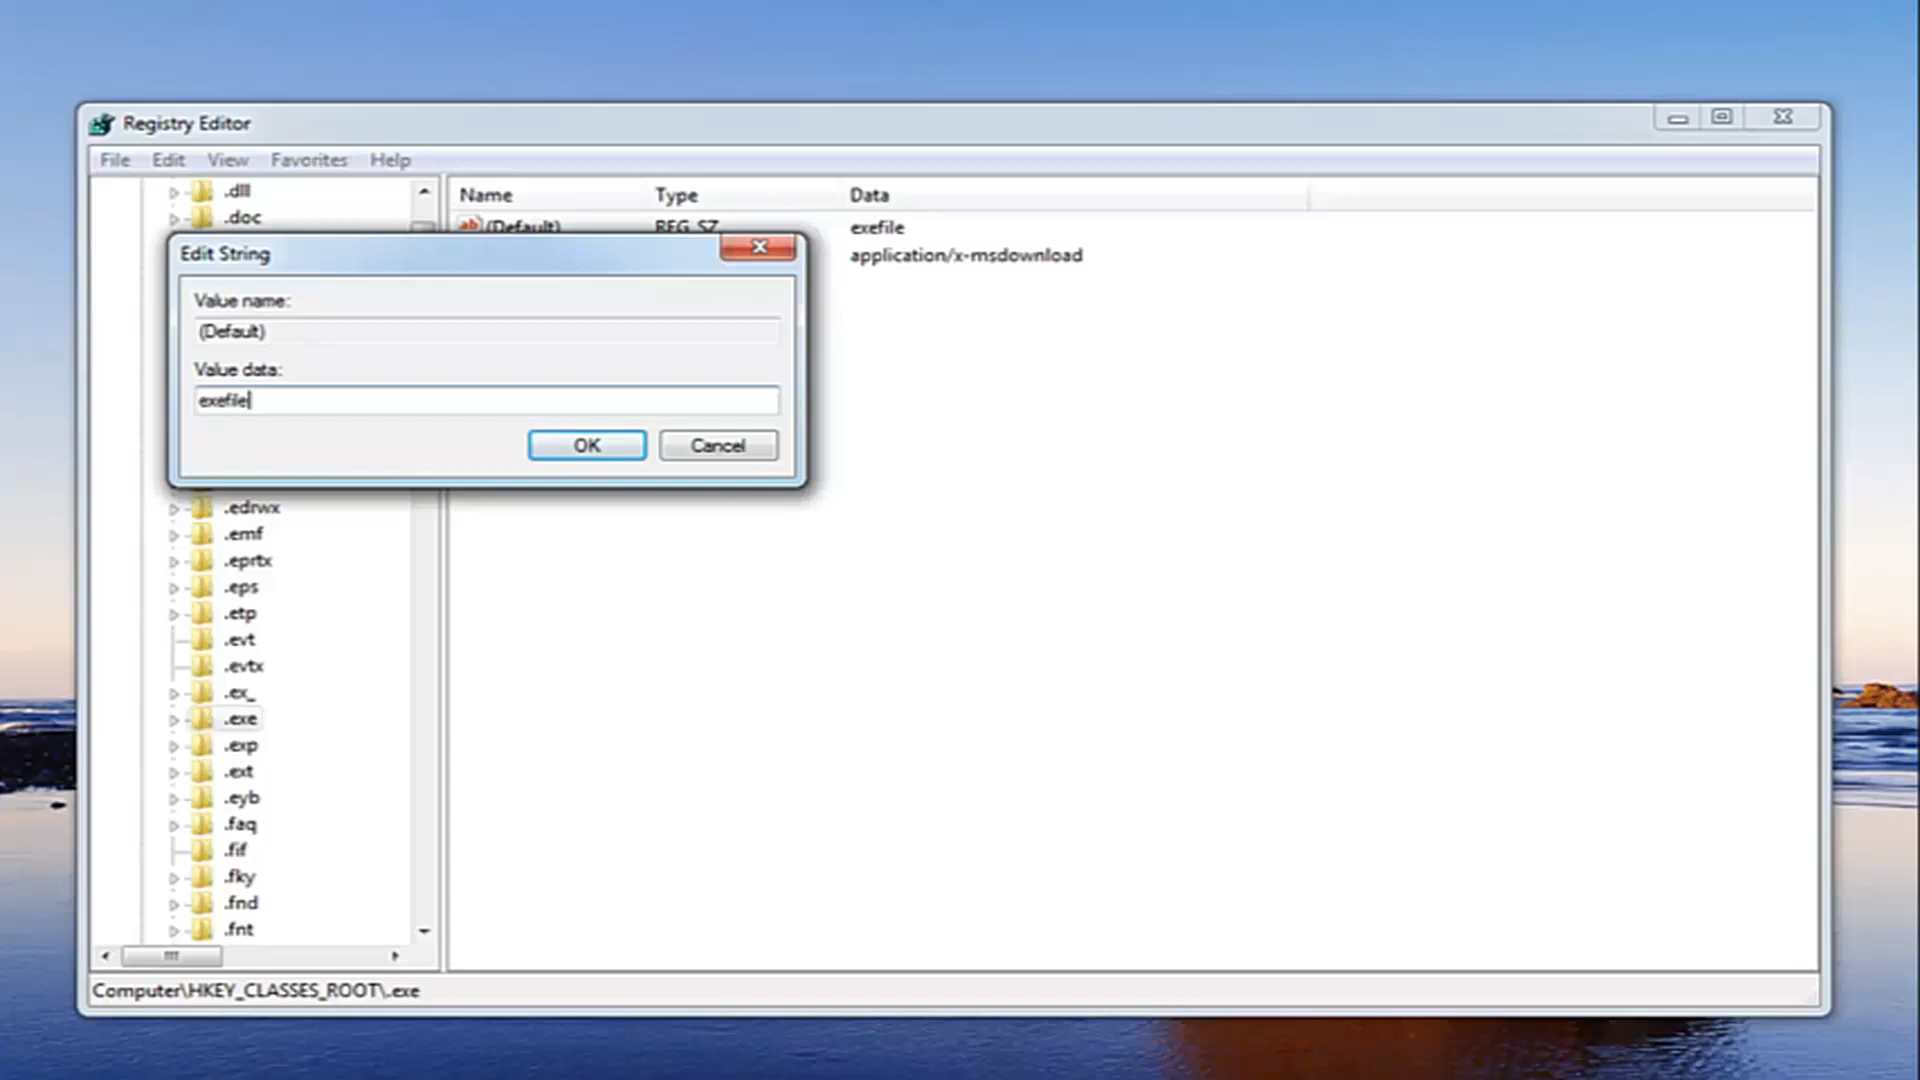 Registry Editor
File Edit View Favorites Help
.dll
.doc
Name Type Data
(Default) REG_SZ exefile
application/x-msdownload
Edit String
Value name:
(Default)
Value data:
exefile
OK Cancel
.edrwx
.emf
.eprtx
.eps
.etp
.evt
.evtx
.ex_
.exe
.exp
.ext
.eyb
.faq
.fif
.fky
.fnd
.fnt
Computer\HKEY_CLASSES_ROOT\.exe